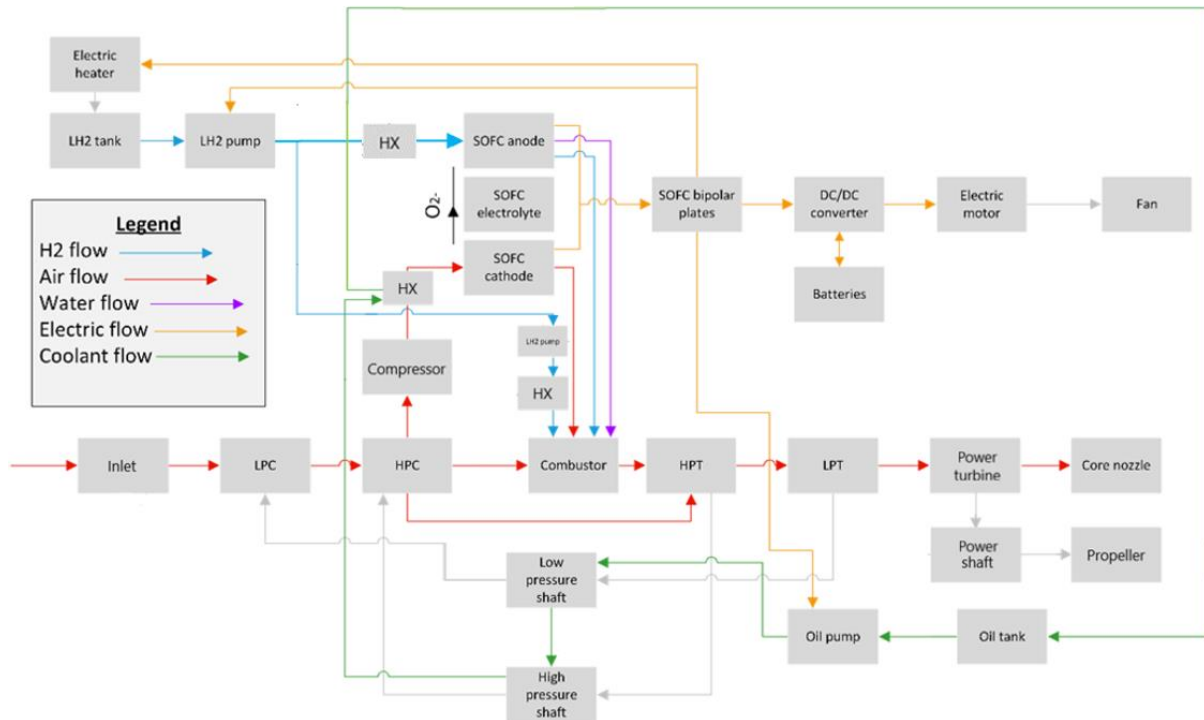 Electric
heater
LH2 tank
LH2 pump
HX
SOFC anode
SOFC
electrolyte
O2-
SOFC
cathode
SOFC bipolar
plates
DC/DC
converter
Electric
motor
Fan
Batteries
Legend
H2 flow
Air flow
Water flow
Electric flow
Coolant flow
HX
Compressor
LH2 pump
HX
Inlet
LPC
HPC
Combustor
HPT
LPT
Power
turbine
Core nozzle
Power
shaft
Propeller
Low
pressure
shaft
Oil pump
Oil tank
High
pressure
shaft